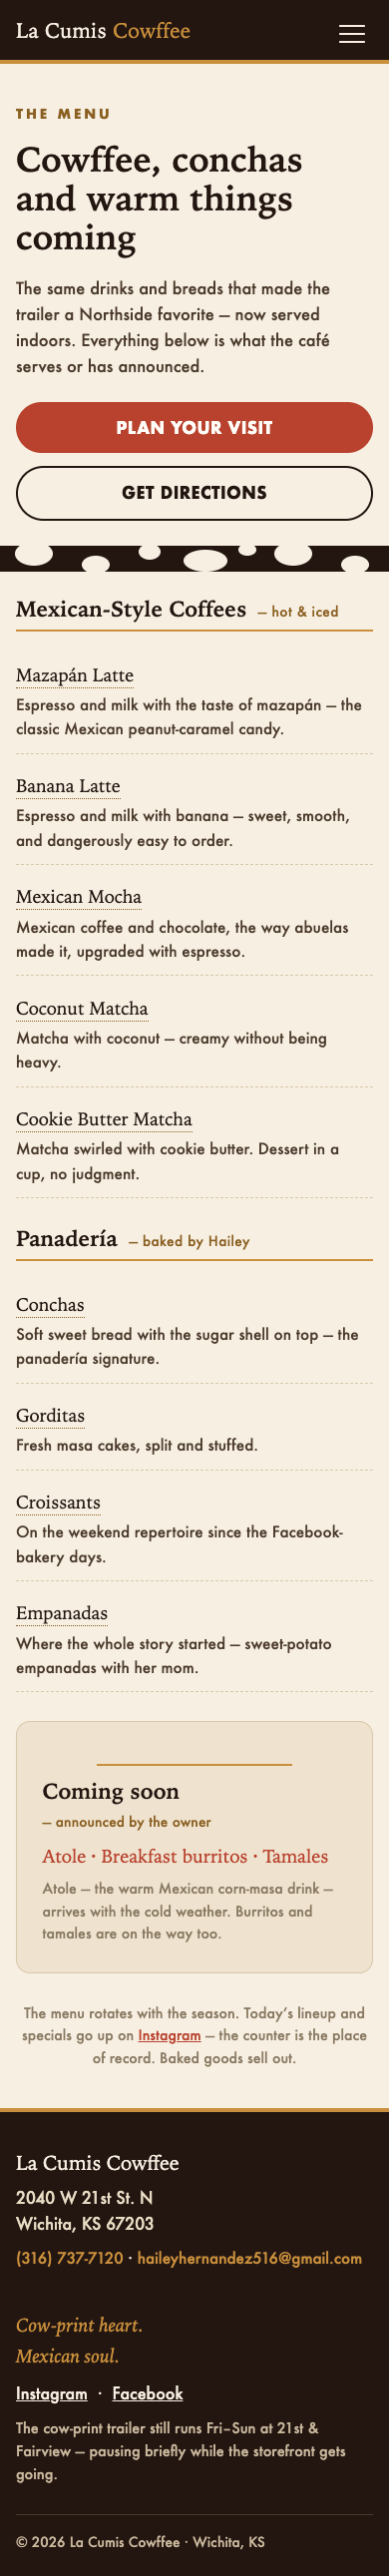 La Cumis Cowffee
THE MENU
Cowffee, conchas
and warm things
coming
The same drinks and breads that made the
trailer a Northside favorite — now served
indoors. Everything below is what the café
serves or has announced.
PLAN YOUR VISIT
GET DIRECTIONS
Mexican-Style Coffees — hot & iced
Mazapán Latte
Espresso and milk with the taste of mazapán — the
classic Mexican peanut-caramel candy.
Banana Latte
Espresso and milk with banana — sweet, smooth,
and dangerously easy to order.
Mexican Mocha
Mexican coffee and chocolate, the way abuelas
made it, upgraded with espresso.
Coconut Matcha
Matcha with coconut — creamy without being
heavy.
Cookie Butter Matcha
Matcha swirled with cookie butter. Dessert in a
cup, no judgment.
Panadería — baked by Hailey
Conchas
Soft sweet bread with the sugar shell on top — the
panadería signature.
Gorditas
Fresh masa cakes, split and stuffed.
Croissants
On the weekend repertoire since the Facebook-
bakery days.
Empanadas
Where the whole story started — sweet-potato
empanadas with her mom.
Coming soon
— announced by the owner
Atole · Breakfast burritos · Tamales
Atole — the warm Mexican corn-masa drink —
arrives with the cold weather. Burritos and
tamales are on the way too.
The menu rotates with the season. Today's lineup and
specials go up on Instagram — the counter is the place
of record. Baked goods sell out.
La Cumis Cowffee
2040 W 21st St. N
Wichita, KS 67203
(316) 737-7120 · haileyhernandez516@gmail.com
Cow-print heart.
Mexican soul.
Instagram · Facebook
The cow-print trailer still runs Fri–Sun at 21st &
Fairview — pausing briefly while the storefront gets
going.
© 2026 La Cumis Cowffee · Wichita, KS